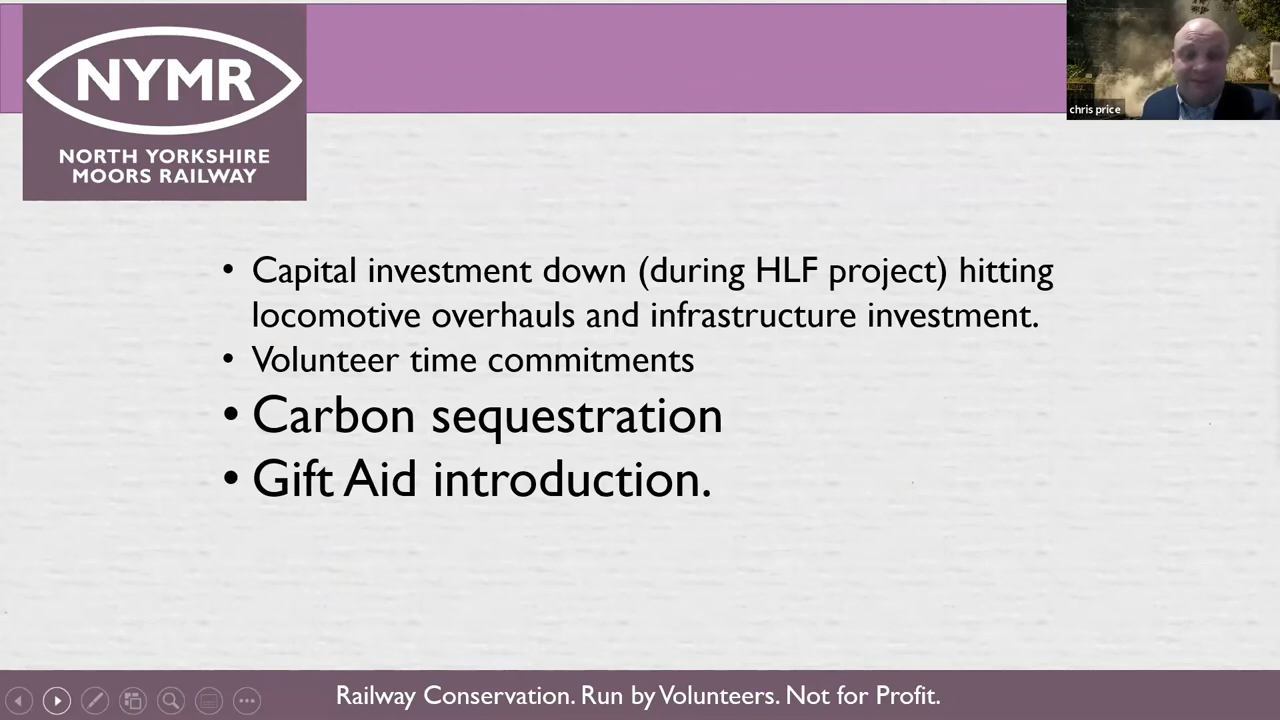 NYMR
NORTH YORKSHIRE
MOORS RAILWAY
chris price
• Capital investment down (during HLF project) hitting
locomotive overhauls and infrastructure investment.
• Volunteer time commitments
• Carbon sequestration
• Gift Aid introduction.
Railway Conservation. Run by Volunteers. Not for Profit.